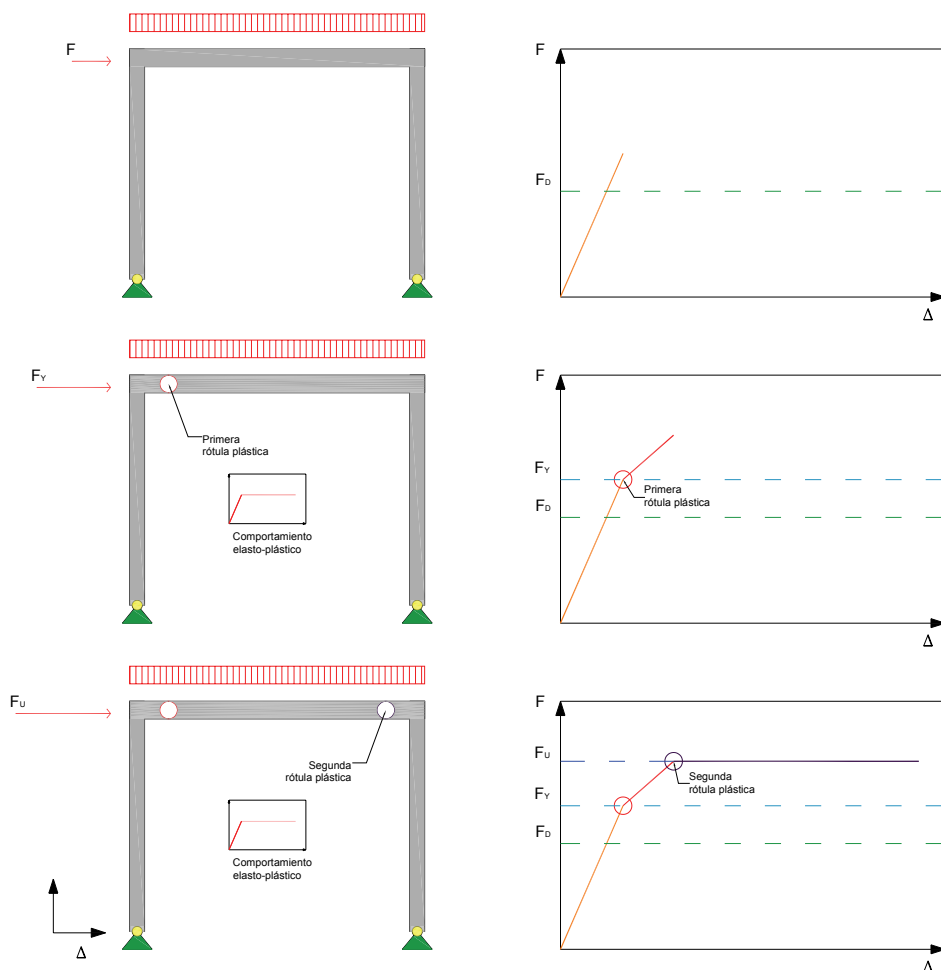 F
F
FD
Δ
FY
Primera
rótula plástica
Comportamiento
elasto-plástico
F
FY
FD
Primera
rótula plástica
Δ
FU
Segunda
rótula plástica
Comportamiento
elasto-plástico
Δ
F
FU
FY
FD
Segunda
rótula plástica
Δ